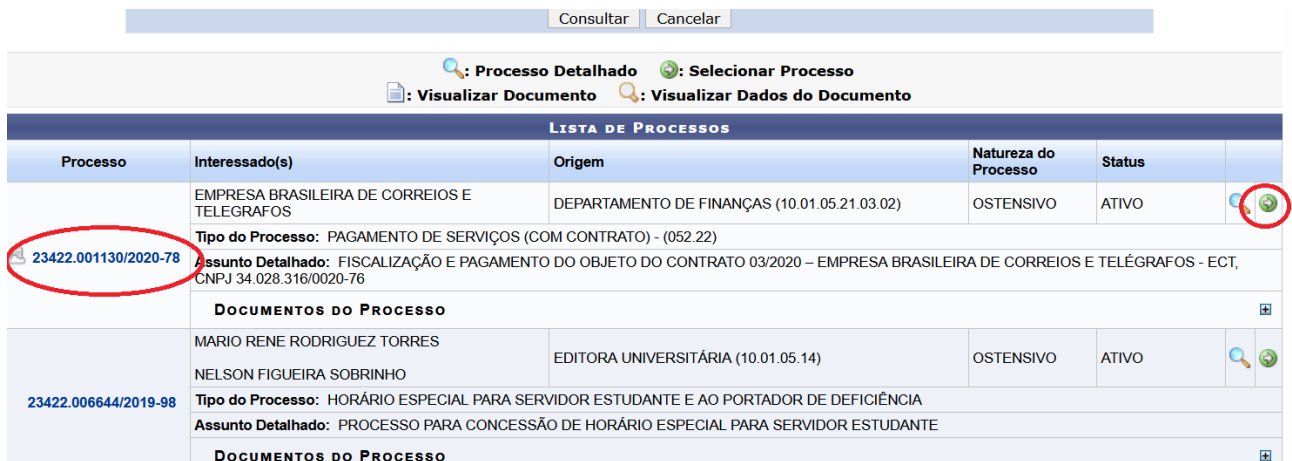 Consultar Cancelar
: Processo Detalhado : Selecionar Processo
: Visualizar Documento : Visualizar Dados do Documento
LISTA DE PROCESSOS
Processo Interessado(s) Origem Natureza do Processo Status
EMPRESA BRASILEIRA DE CORREIOS E TELEGRAFOS DEPARTAMENTO DE FINANÇAS (10.01.05.21.03.02) OSTENSIVO ATIVO
Tipo do Processo: PAGAMENTO DE SERVIÇOS (COM CONTRATO) - (052.22)
23422.001130/2020-78
Assunto Detalhado: FISCALIZAÇÃO E PAGAMENTO DO OBJETO DO CONTRATO 03/2020 – EMPRESA BRASILEIRA DE CORREIOS E TELÉGRAFOS - ECT,
CNPJ 34.028.316/0020-76
DOCUMENTOS DO PROCESSO
MARIO RENE RODRIGUEZ TORRES
NELSON FIGUEIRA SOBRINHO
EDITORA UNIVERSITÁRIA (10.01.05.14) OSTENSIVO ATIVO
23422.006644/2019-98
Tipo do Processo: HORÁRIO ESPECIAL PARA SERVIDOR ESTUDANTE E AO PORTADOR DE DEFICIÊNCIA
Assunto Detalhado: PROCESSO PARA CONCESSÃO DE HORÁRIO ESPECIAL PARA SERVIDOR ESTUDANTE
DOCUMENTOS DO PROCESSO